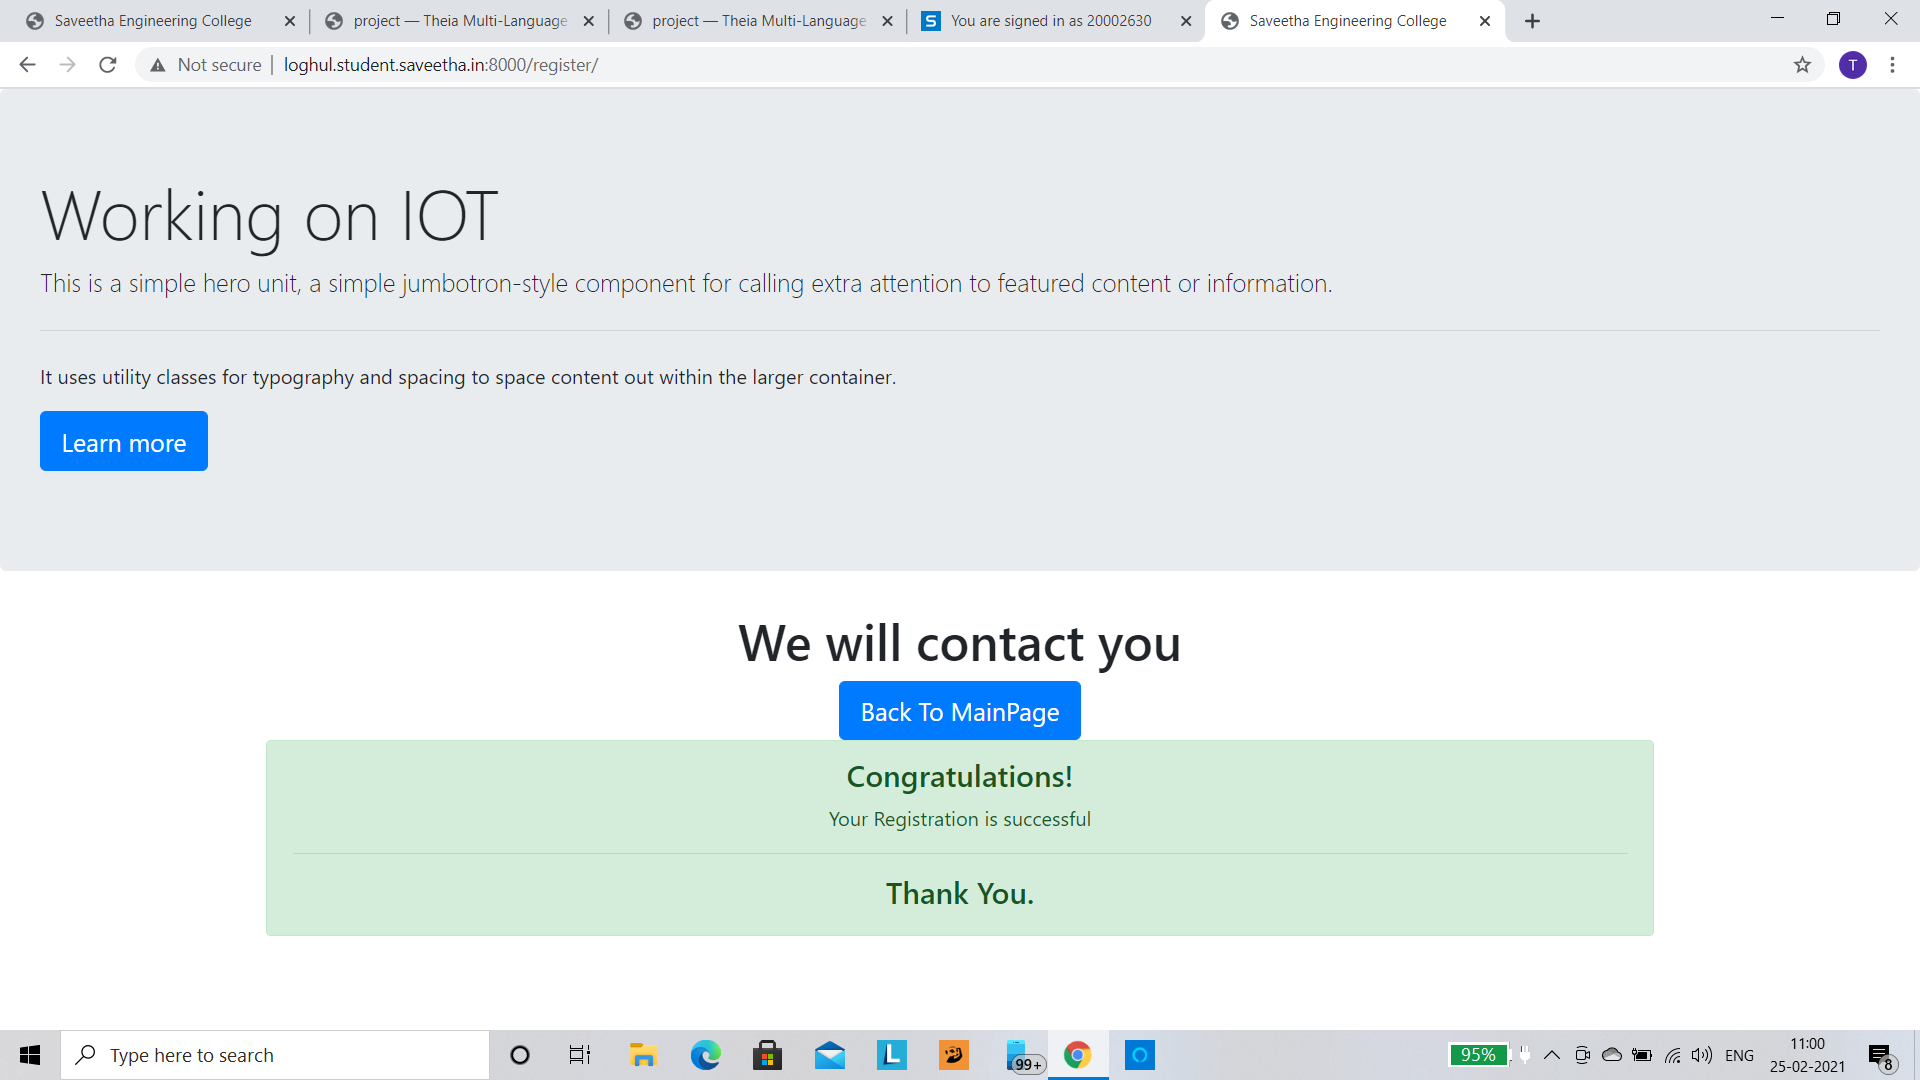 Saveetha Engineering College
project — Theia Multi-Language
project — Theia Multi-Language
S You are signed in as 20002630
Saveetha Engineering College
Not secure | loghul.student.saveetha.in:8000/register/
T
Working on IOT
This is a simple hero unit, a simple jumbotron-style component for calling extra attention to featured content or information.
It uses utility classes for typography and spacing to space content out within the larger container.
Learn more
We will contact you
Back To MainPage
Congratulations!
Your Registration is successful
Thank You.
Type here to search
L
99+
95%
ENG
11:00
25-02-2021
8